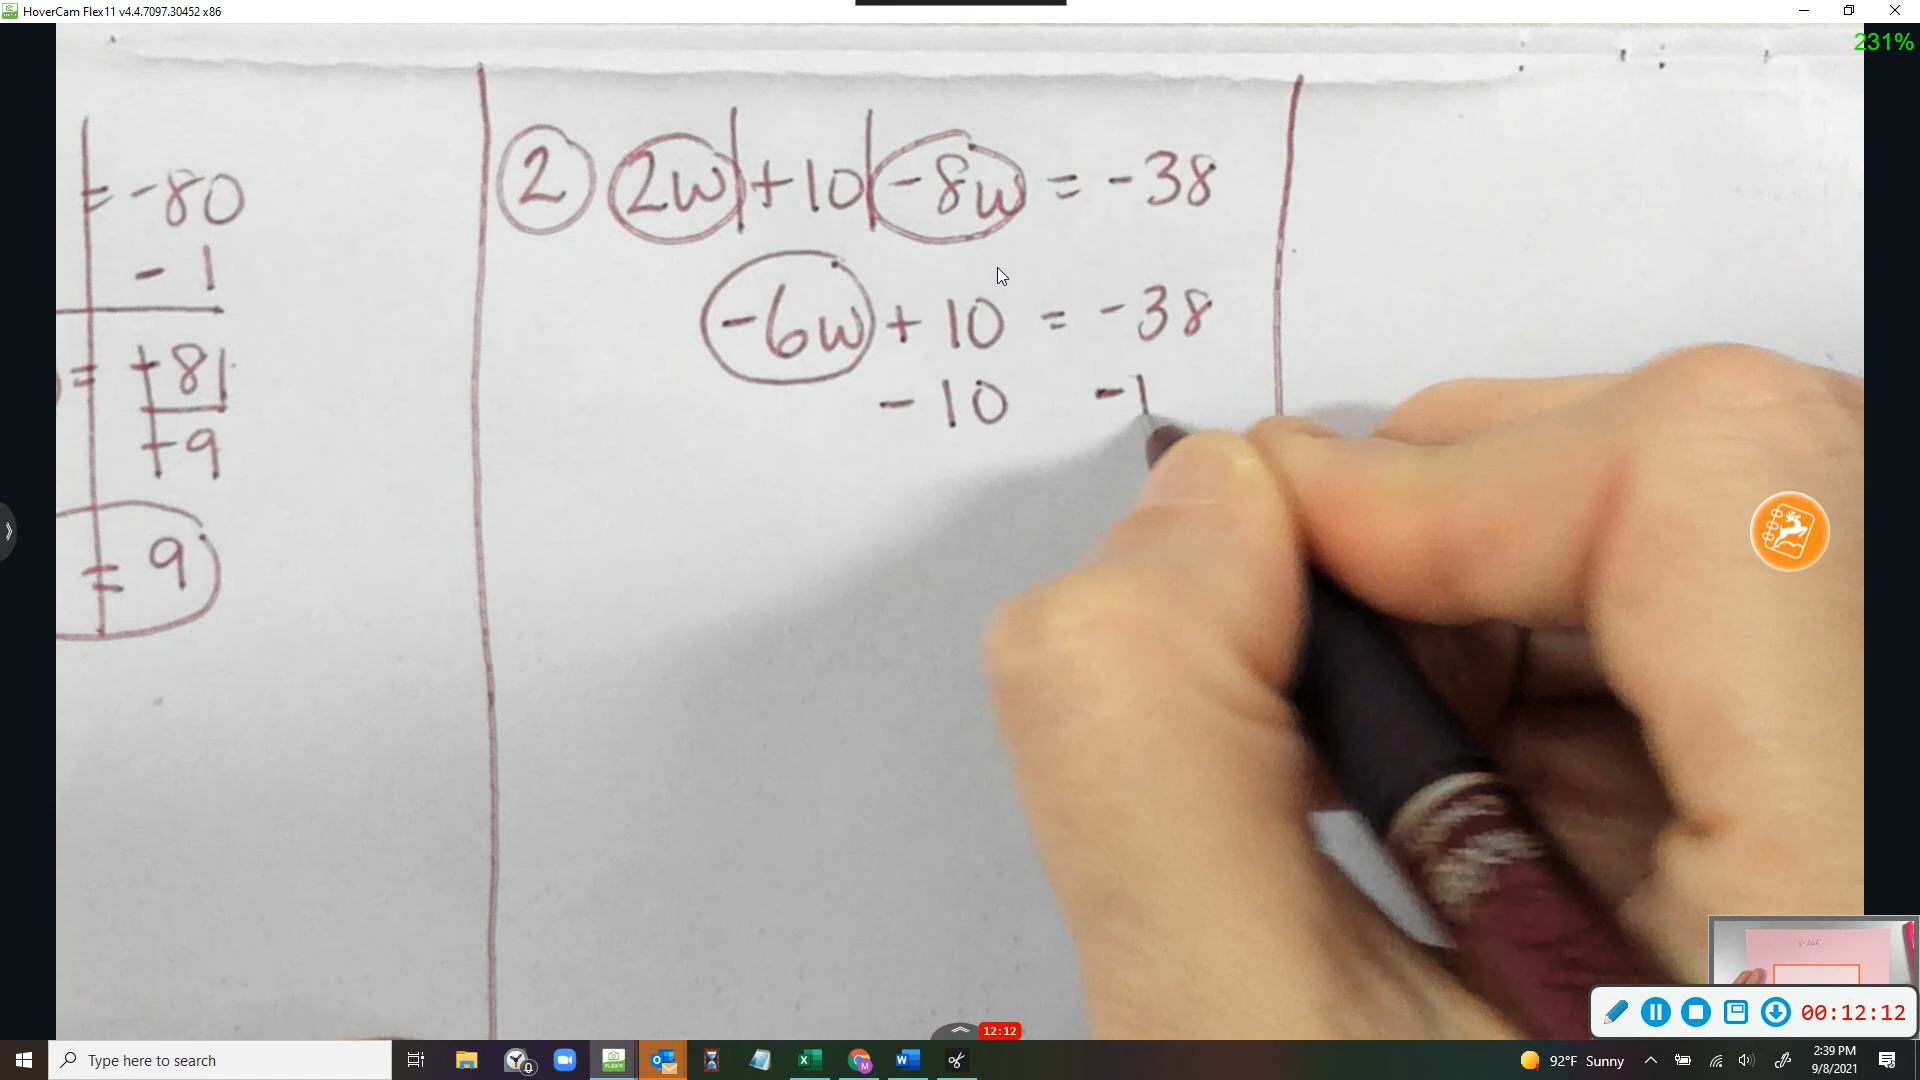 HoverCam Flex11 v4.4.7097.30452 x86
231%
= -80
- 1
= +81
+9
= 9
2 2w + 10 - 8w = -38
-6w + 10 = -38
-10 -1
00:12:12
12:12
Type here to search
92°F Sunny
2:39 PM
9/8/2021